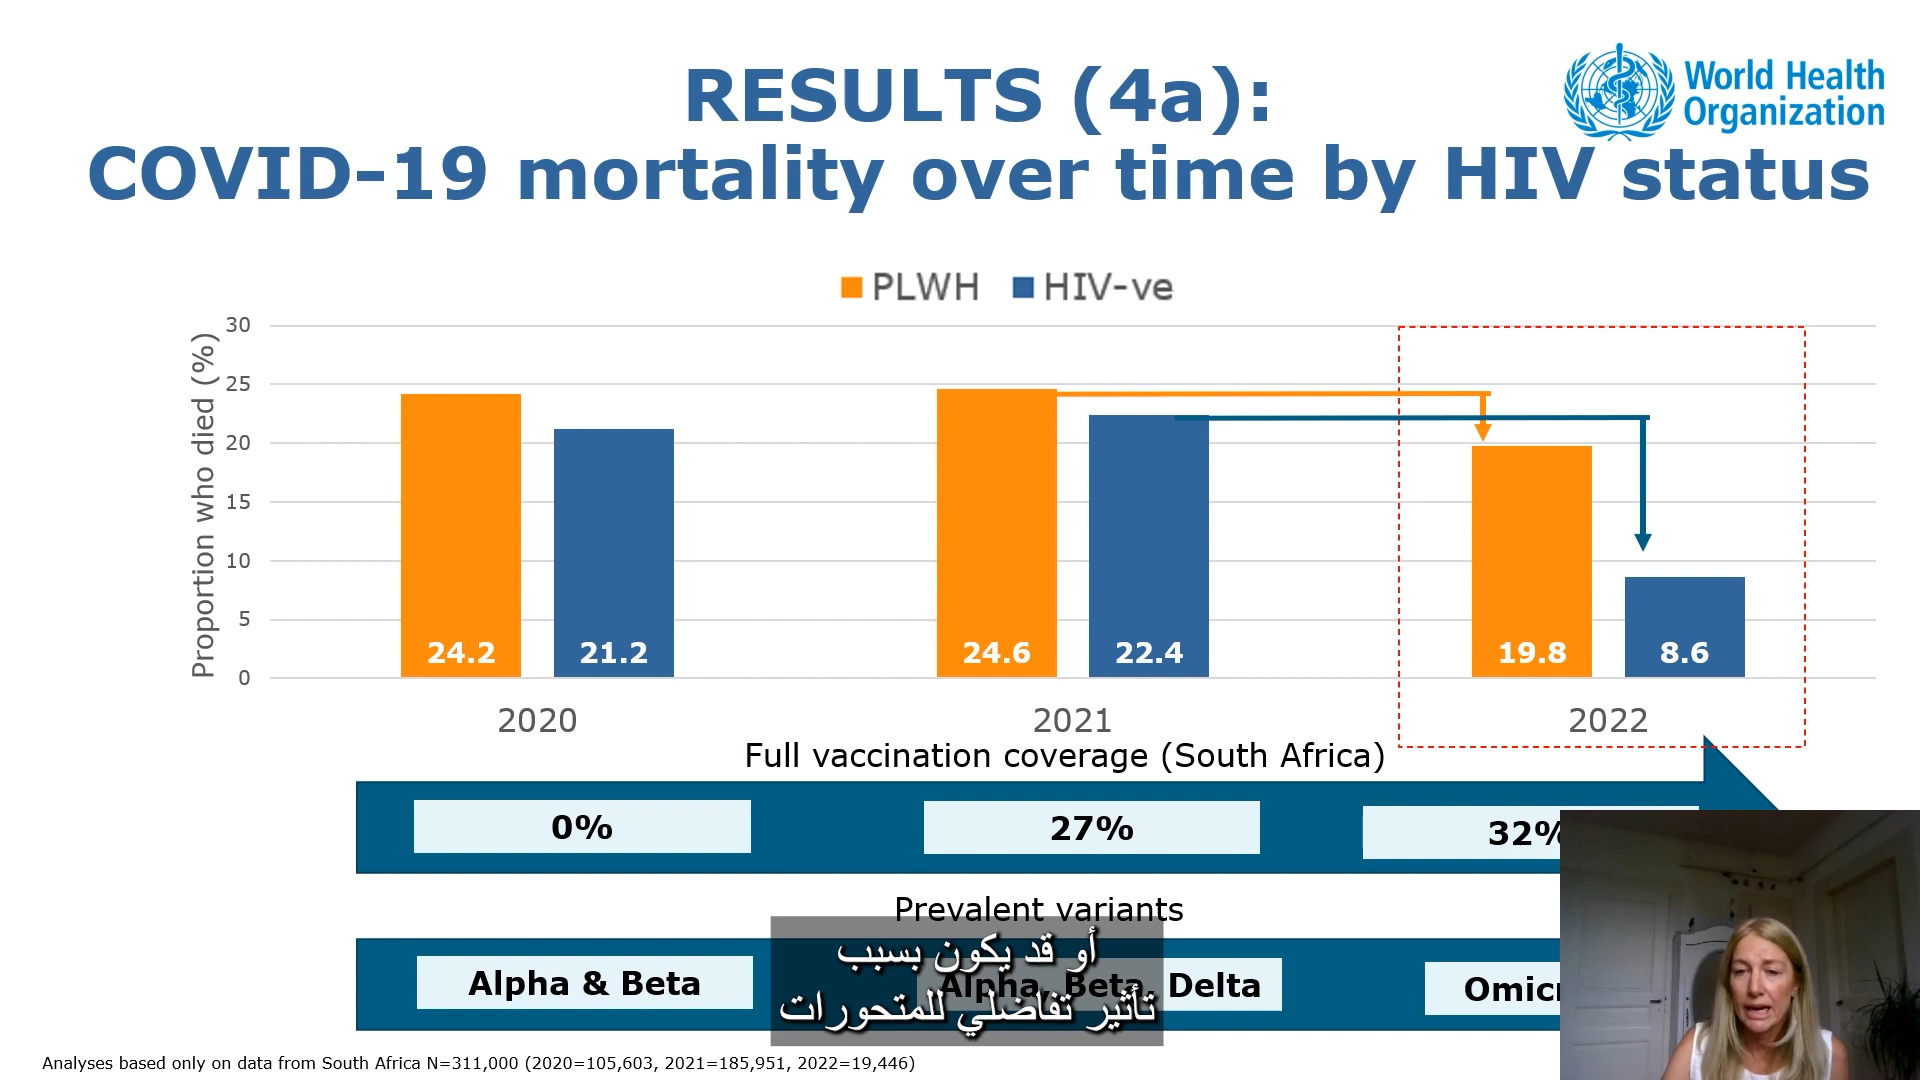 RESULTS (4a):
COVID-19 mortality over time by HIV status
World Health
Organization
PLWH HIV-ve
Proportion who died (%)
30
25
20
15
10
5
0
24.2 21.2 24.6 22.4 19.8 8.6
2020 2021 2022
Full vaccination coverage (South Africa)
0% 27% 32%
Prevalent variants
Alpha & Beta Alpha, Beta, Delta
أو قد يكون بسبب
تأثير تفاضلي للمتحورات
Analyses based only on data from South Africa N=311,000 (2020=105,603, 2021=185,951, 2022=19,446)